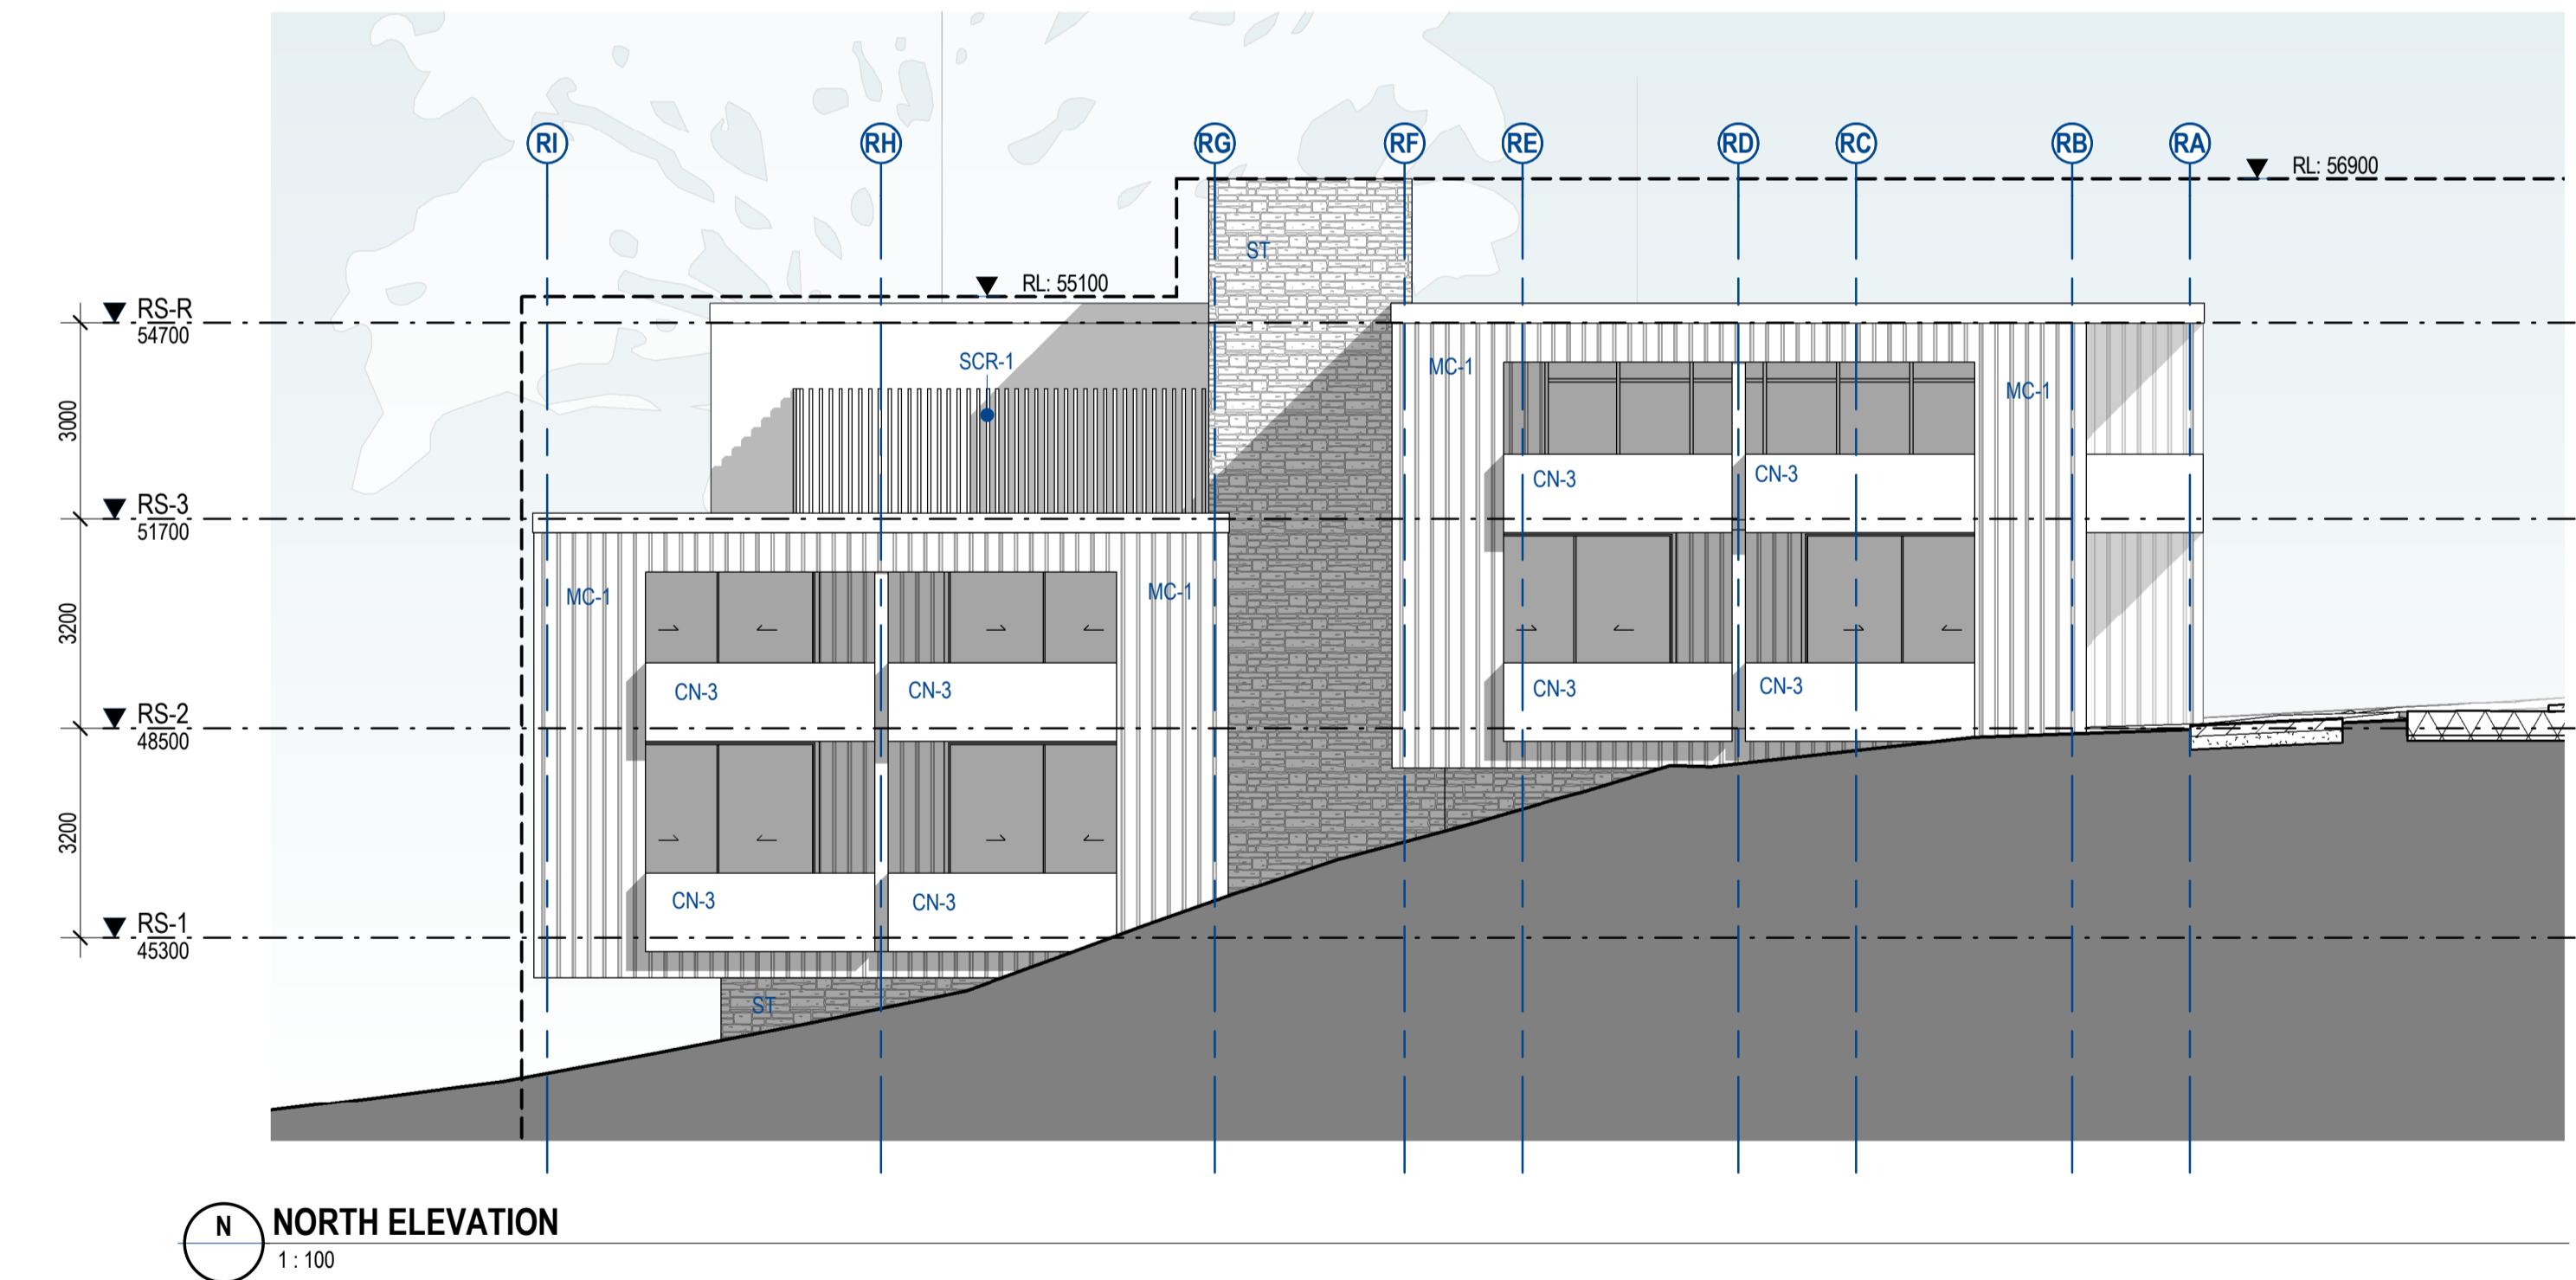 RI
RH
RG
RF
RE
RD
RC
RB
RA
RL: 56900
ST
RL: 55100
RS-R
54700
SCR-1
MC-1
MC-1
3000
CN-3
CN-3
RS-3
51700
MC-1
MC-1
3200
CN-3
CN-3
CN-3
CN-3
RS-2
48500
3200
CN-3
CN-3
RS-1
45300
ST
N
NORTH ELEVATION
1 : 100